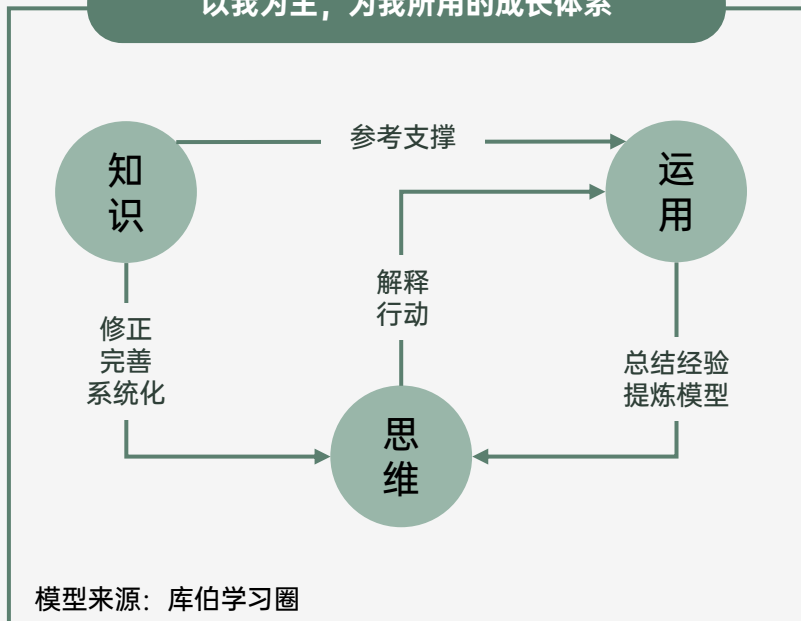 以我为主，为我所用的成长体系
参考支撑
知
识
运
用
解释
行动
修正
完善
系统化
总结经验
提炼模型
思
维
模型来源：库伯学习圈